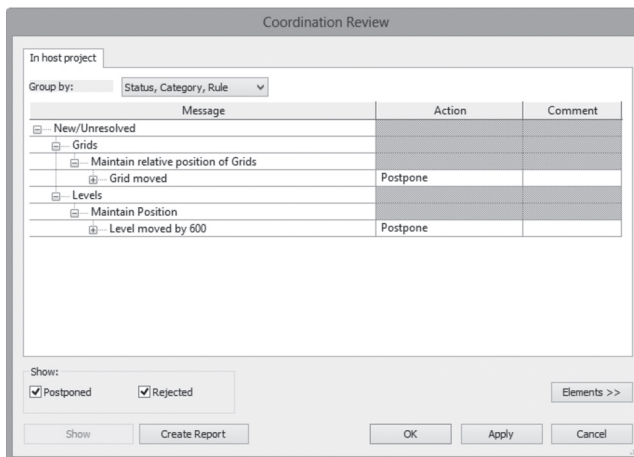 Coordination Review
In host project
Group by: Status, Category, Rule
Message Action Comment
New/Unresolved
Grids
Maintain relative position of Grids
Grid moved Postpone
Levels
Maintain Position
Level moved by 600 Postpone
Show:
Postponed Rejected
Elements >>
Show Create Report OK Apply Cancel